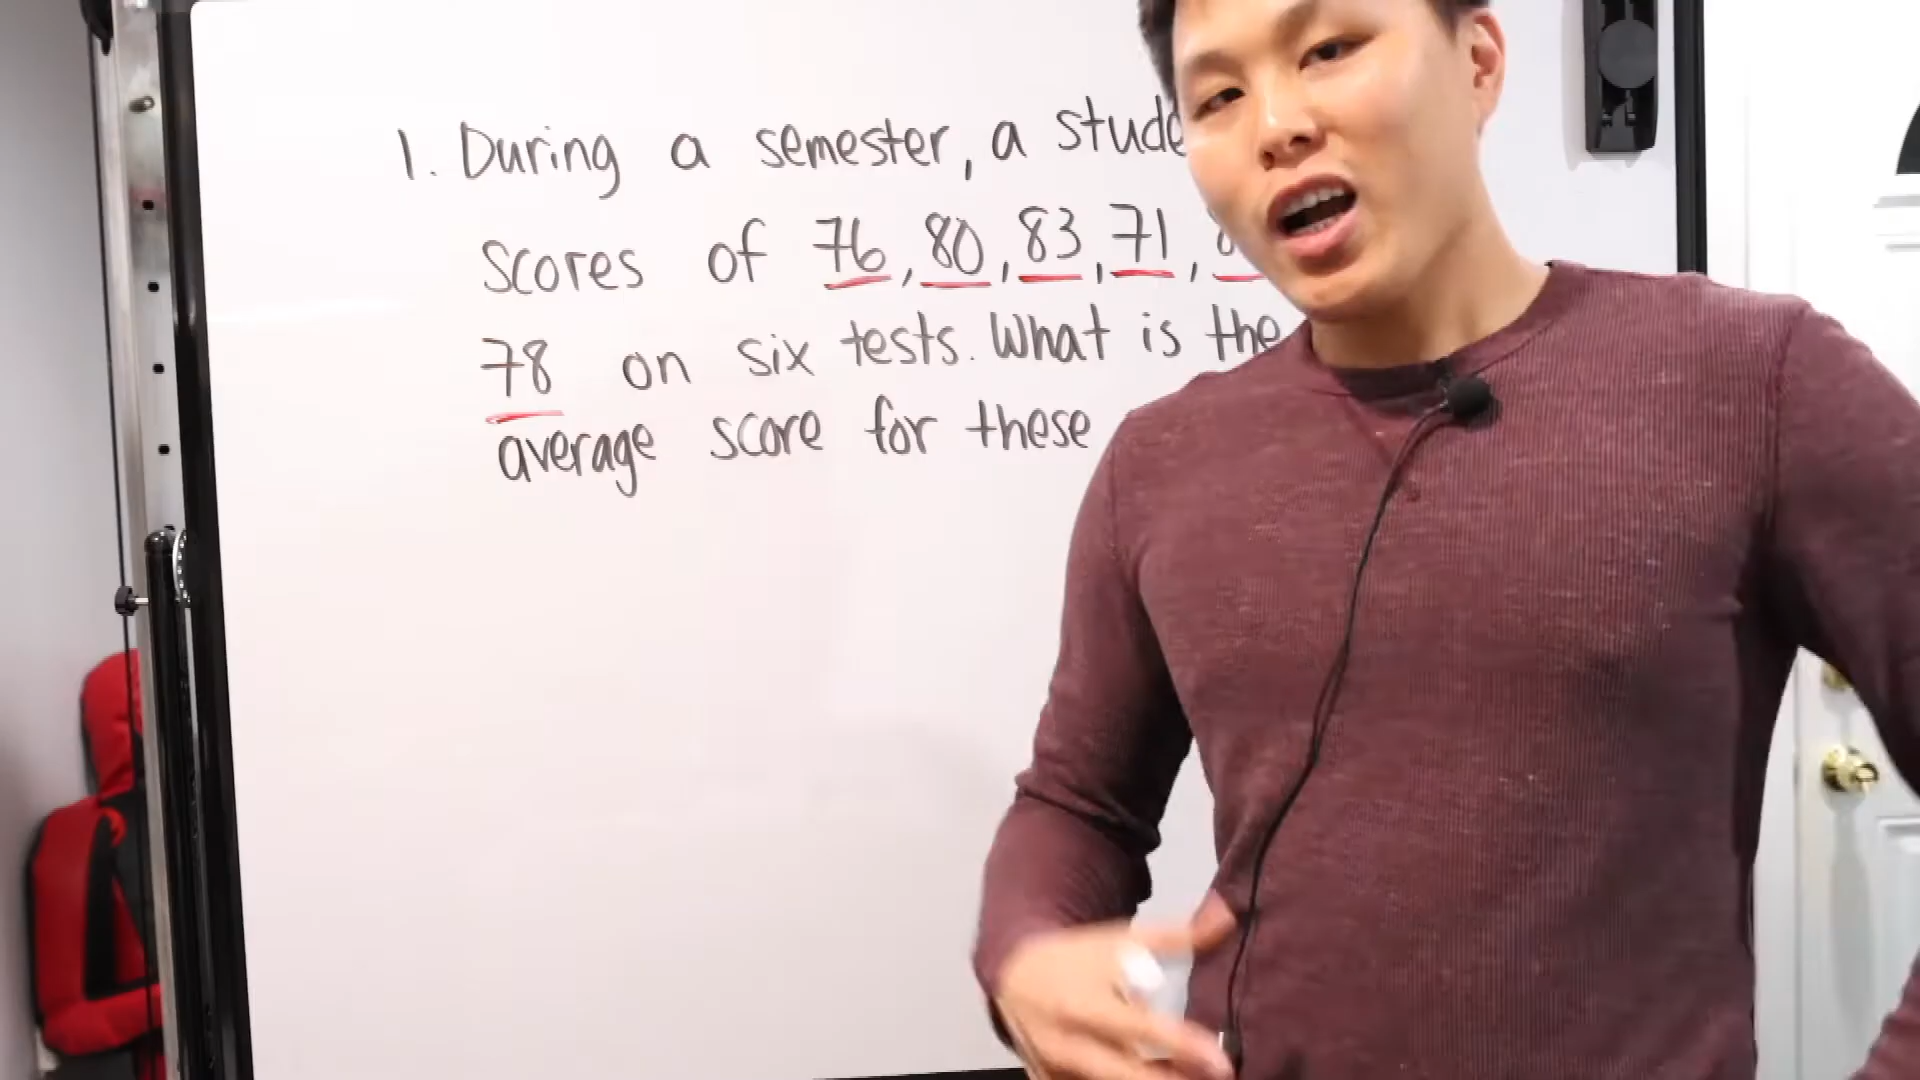 1. During a semester, a
scores of 76, 80, 83, 71,
78 on six tests. What is the
average score for these